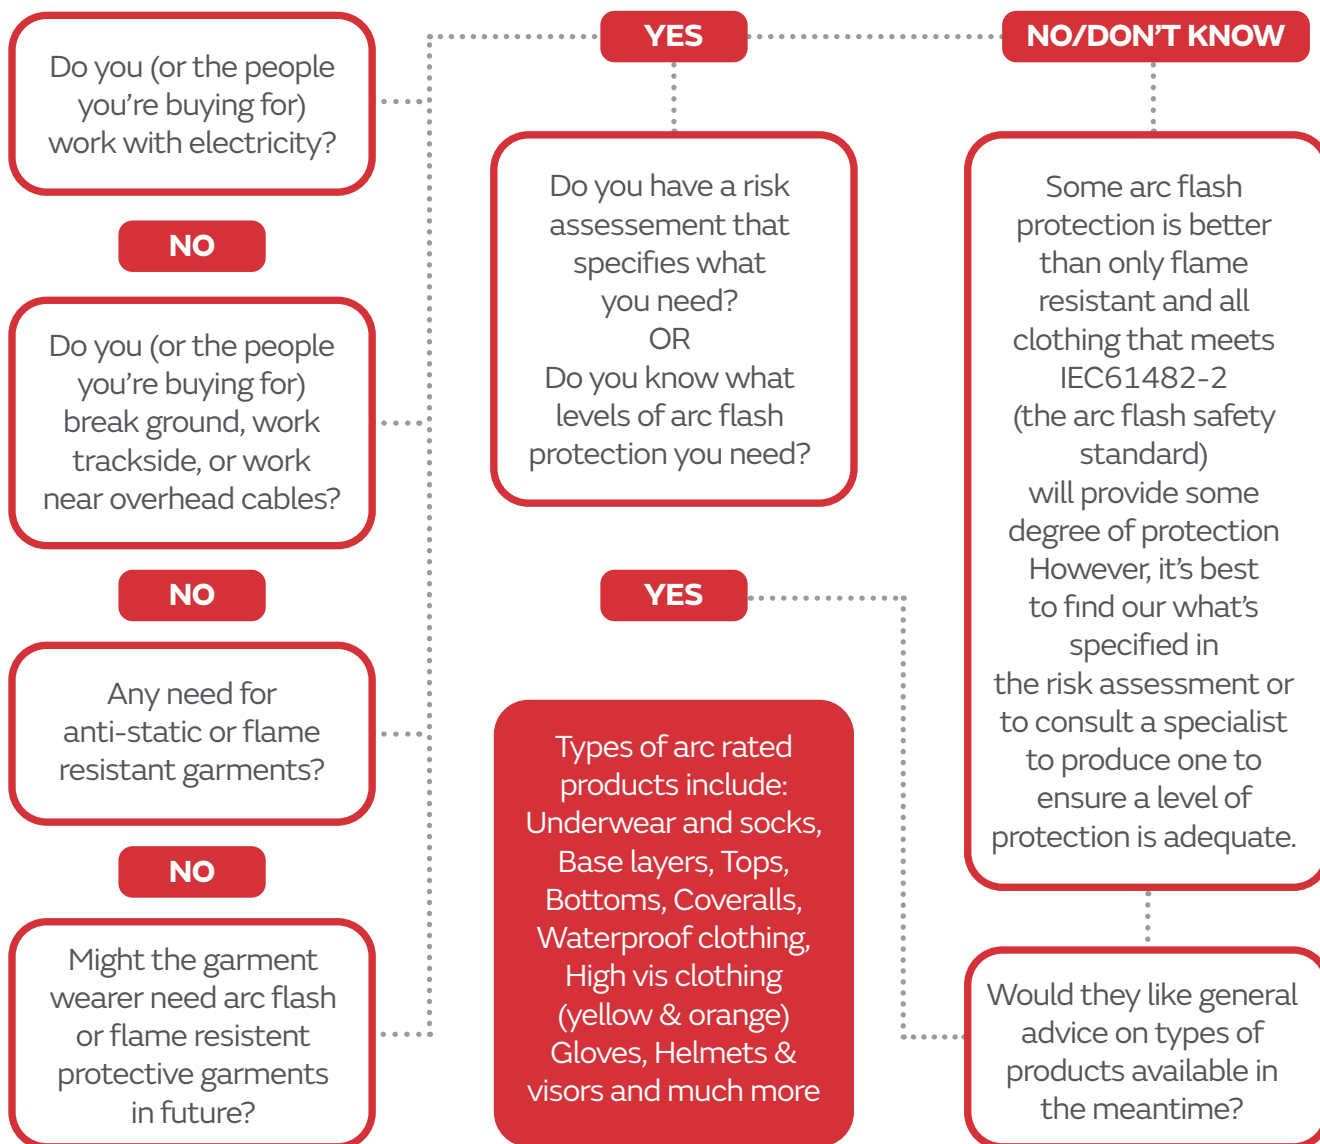 Do you (or the people
you're buying for)
work with electricity?
NO
Do you (or the people
you're buying for)
break ground, work
trackside, or work
near overhead cables?
NO
Any need for
anti-static or flame
resistant garments?
NO
Might the garment
wearer need arc flash
or flame resistent
protective garments
in future?
YES
Do you have a risk
assessement that
specifies what
you need?
OR
Do you know what
levels of arc flash
protection you need?
YES
Types of arc rated
products include:
Underwear and socks,
Base layers, Tops,
Bottoms, Coveralls,
Waterproof clothing,
High vis clothing
(yellow & orange)
Gloves, Helmets &
visors and much more
NO/DON'T KNOW
Some arc flash
protection is better
than only flame
resistant and all
clothing that meets
IEC61482-2
(the arc flash safety
standard)
will provide some
degree of protection
However, it's best
to find our what's
specified in
the risk assessment or
to consult a specialist
to produce one to
ensure a level of
protection is adequate.
Would they like general
advice on types of
products available in
the meantime?